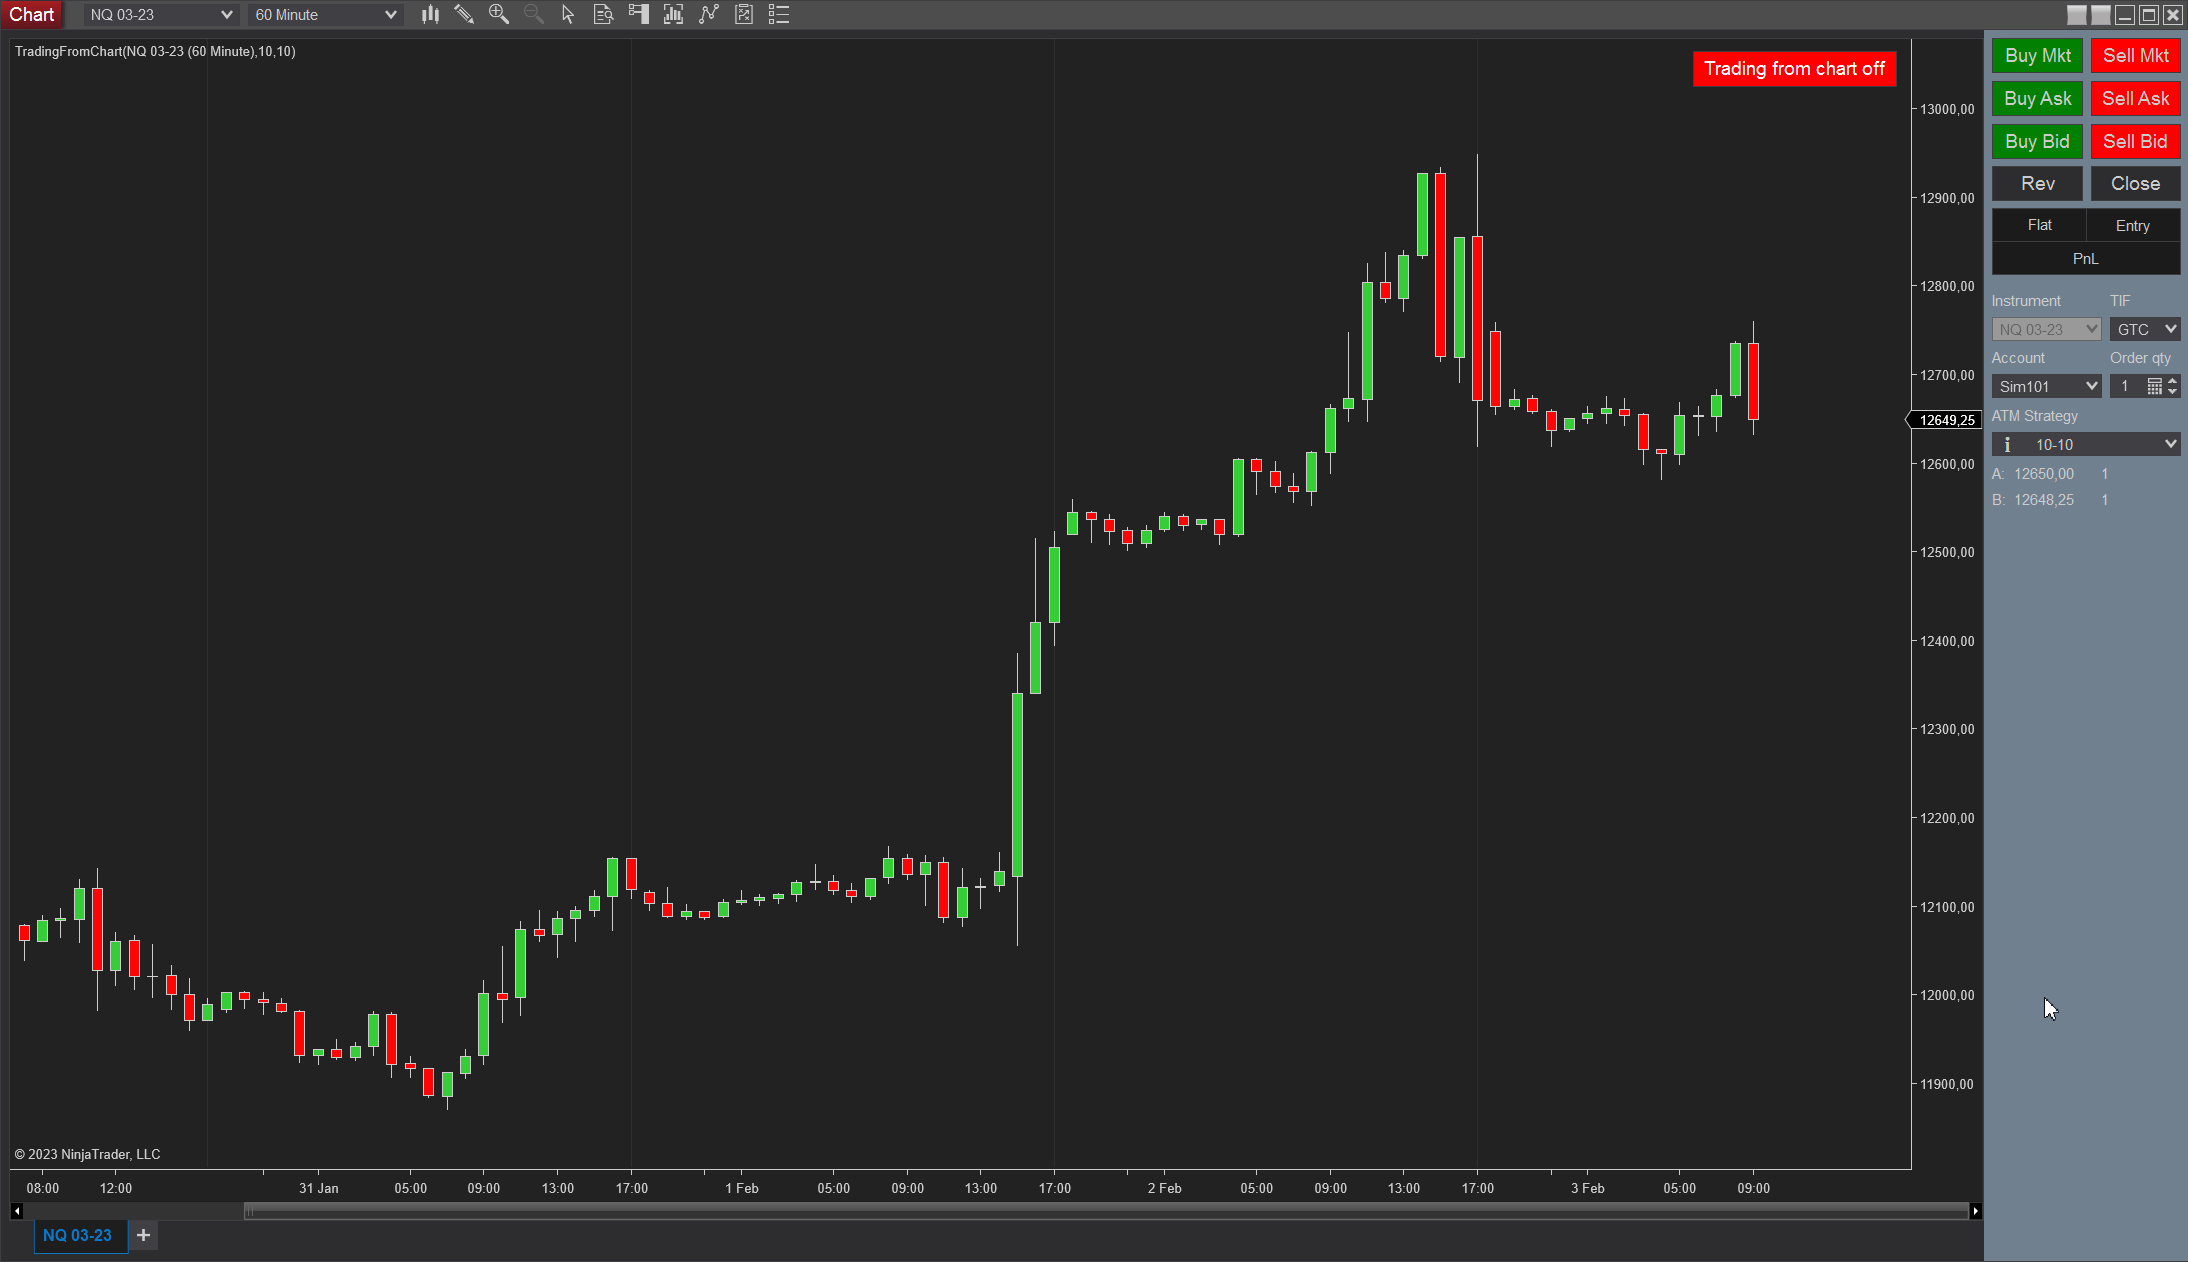 Chart NQ 03-23 60 Minute
TradingFromChart(NQ 03-23 (60 Minute),10,10)
Trading from chart off
13000,00
12900,00
12800,00
12700,00
12649,25
12600,00
12500,00
12400,00
12300,00
12200,00
12100,00
12000,00
11900,00
© 2023 NinjaTrader, LLC
08:00 12:00 31 Jan 05:00 09:00 13:00 17:00 1 Feb 05:00 09:00 13:00 17:00 2 Feb 05:00 09:00 13:00 17:00 3 Feb 05:00 09:00
NQ 03-23 +
Buy Mkt Sell Mkt
Buy Ask Sell Ask
Buy Bid Sell Bid
Rev Close
Flat Entry
PnL
Instrument TIF
NQ 03-23 GTC
Account Order qty
Sim101 1
ATM Strategy
i 10-10
A: 12650,00 1
B: 12648,25 1